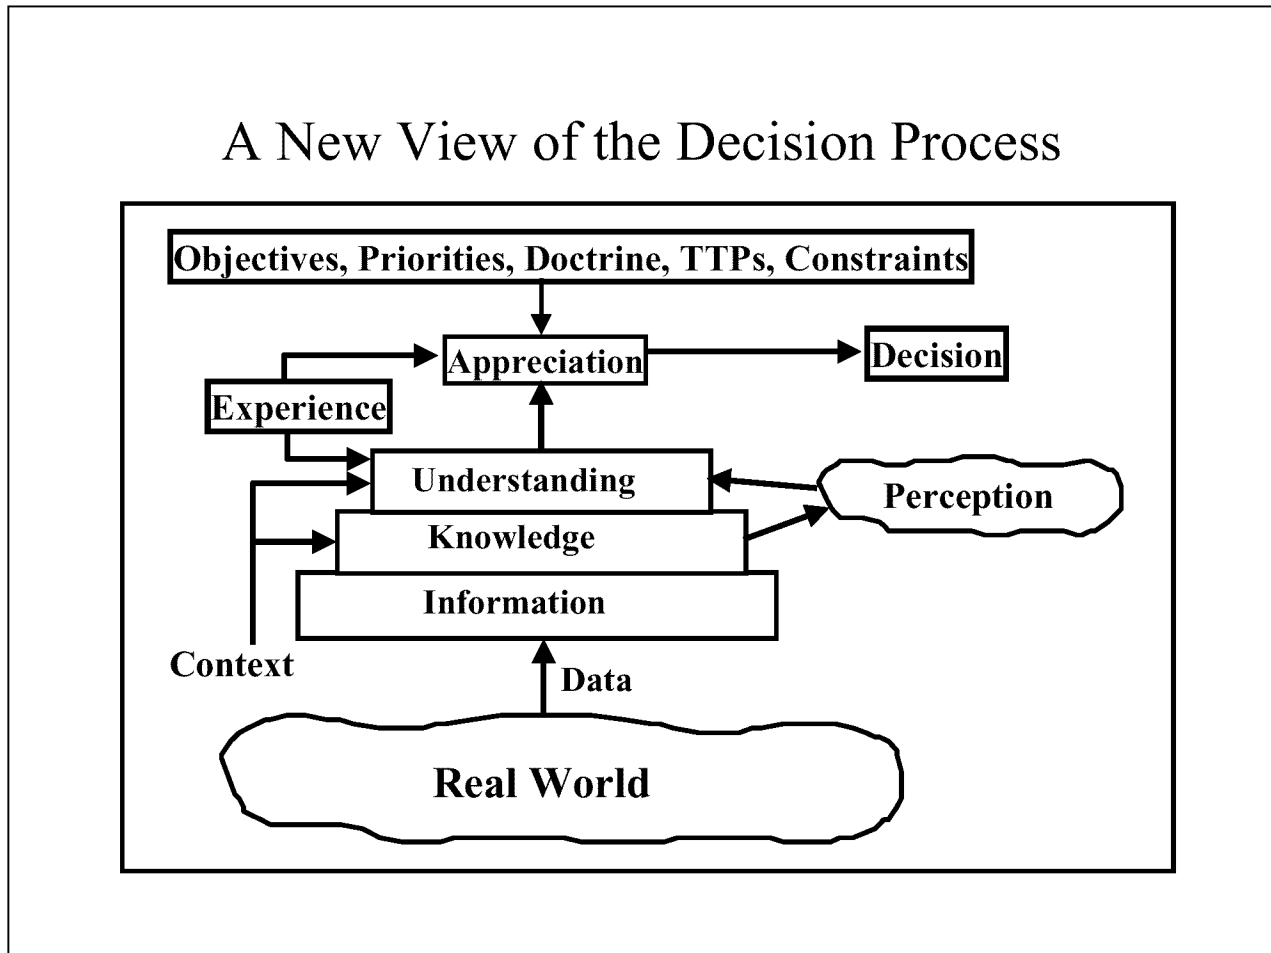 A New View of the Decision Process
Objectives, Priorities, Doctrine, TTPs, Constraints
Appreciation
Decision
Experience
Understanding
Perception
Knowledge
Information
Context
Data
Real World